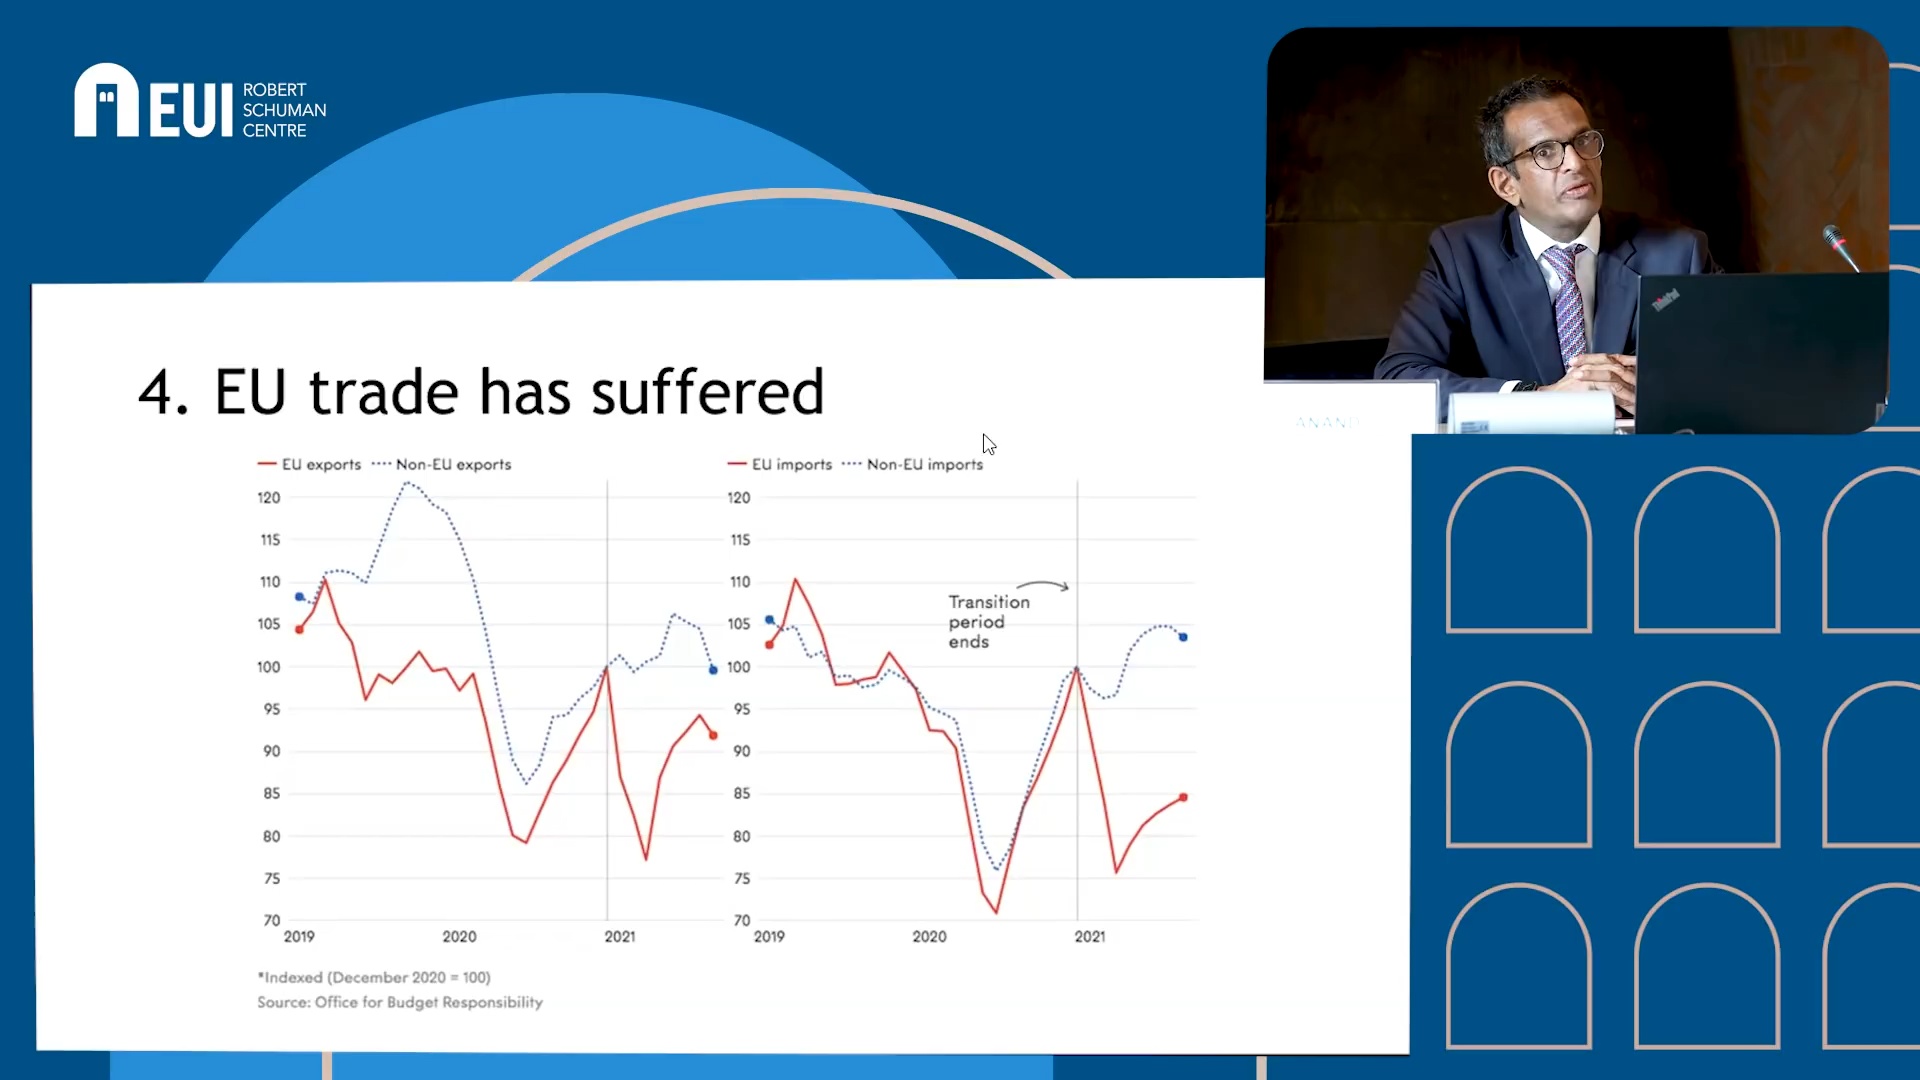 EUI
ROBERT
SCHUMAN
CENTRE
ThinkPad
ANAND
4. EU trade has suffered
EU exports Non-EU exports
120
115
110
105
100
95
90
85
80
75
70
2019 2020 2021
EU imports Non-EU imports
120
115
110
105
100
95
90
85
80
75
70
Transition
period
ends
2019 2020 2021
*Indexed (December 2020 = 100)
Source: Office for Budget Responsibility